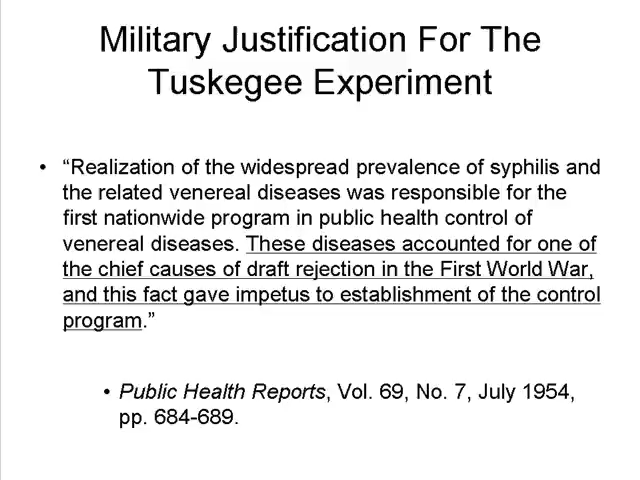 Military Justification For The
Tuskegee Experiment
• “Realization of the widespread prevalence of syphilis and
the related venereal diseases was responsible for the
first nationwide program in public health control of
venereal diseases. These diseases accounted for one of
the chief causes of draft rejection in the First World War,
and this fact gave impetus to establishment of the control
program.”
• Public Health Reports, Vol. 69, No. 7, July 1954,
pp. 684-689.